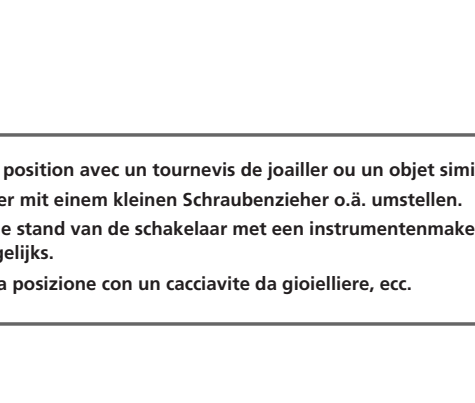 position avec un tournevis de joailler ou un objet simi
er mit einem kleinen Schraubenzieher o.ä. umstellen.
e stand van de schakelaar met een instrumentenmake
gelijks.
a posizione con un cacciavite da gioielliere, ecc.